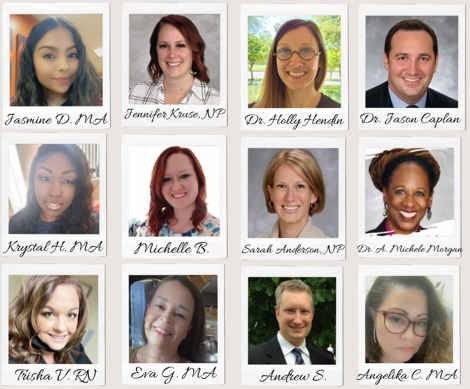 Jasmine D. MA
Jennifer Kruse, NP
Dr. Holly Hendin
Dr. Jason Caplan
Krystal H. MA
Michelle B.
Sarah Anderson, NP
Dr. A. Michele Morgan
Trisha V. RN
Eva G. MA
Andrew S.
Angelika C. MA